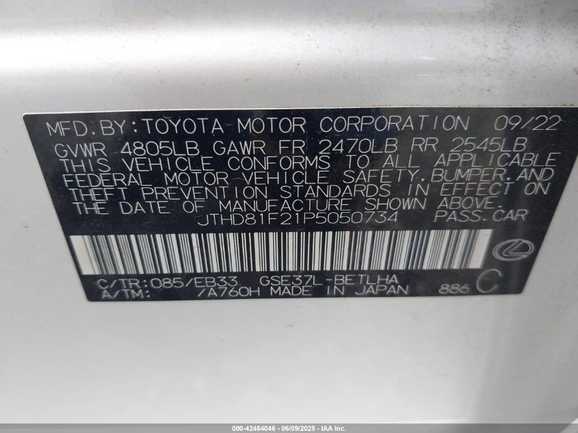 MFD.BY:TOYOTA MOTOR CORPORATION 09/22
GVWR 4805LB GAWR FR 2470LB RR 2545LB
THIS VEHICLE CONFORMS TO ALL APPLICABLE
FEDERAL MOTOR VEHICLE SAFETY,BUMPER,AND
THEFT PREVENTION STANDARDS IN EFFECT ON
THE DATE OF MANUFACTURE SHOWN ABOVE.
JTHD81F21P5050734 PASS.CAR
C/TR:085/EB33 GSE37L-BETLHA
A/TM: /A760H MADE IN JAPAN 886 C
000-42464046 - 06/09/2025 - IAA Inc.